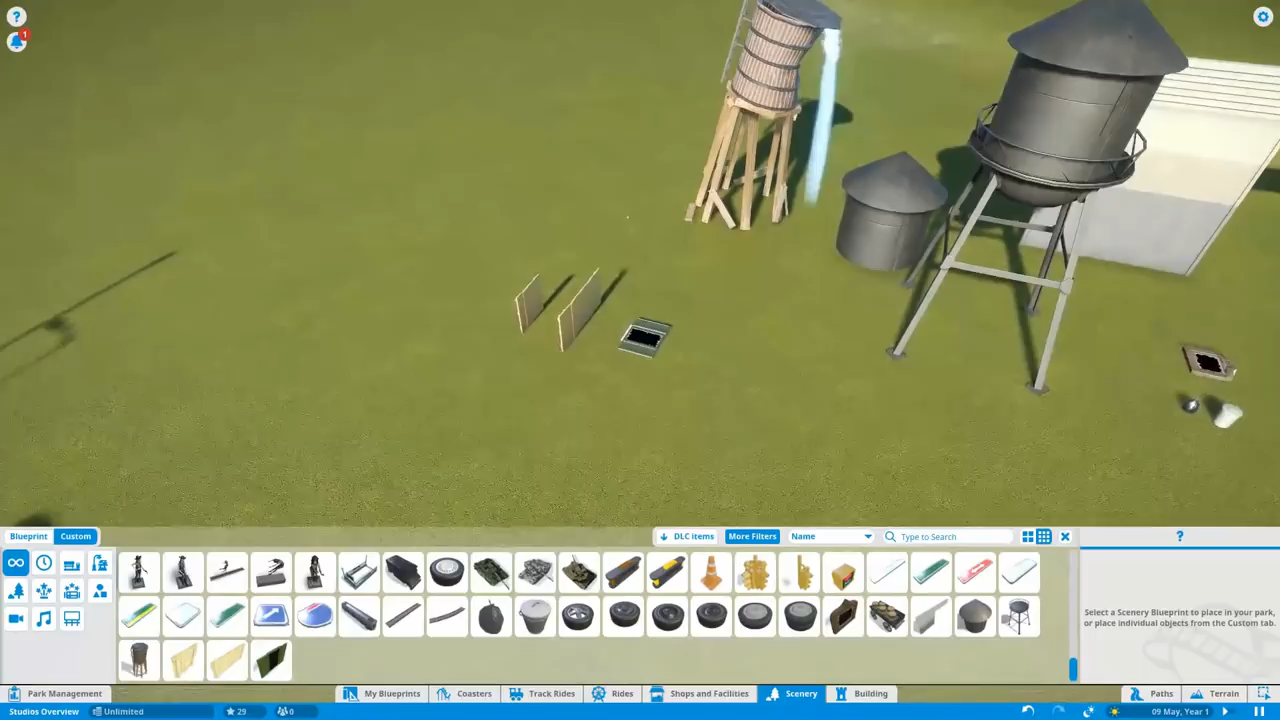 ?
1
Blueprint Custom
DLC items More Filters Name Type to Search
?
Select a Scenery Blueprint to place in your park,
or place individual objects from the Custom tab.
Park Management My Blueprints Coasters Track Rides Rides Shops and Facilities Scenery Building Paths Terrain
Studios Overview Unlimited 29 0 09 May, Year 1